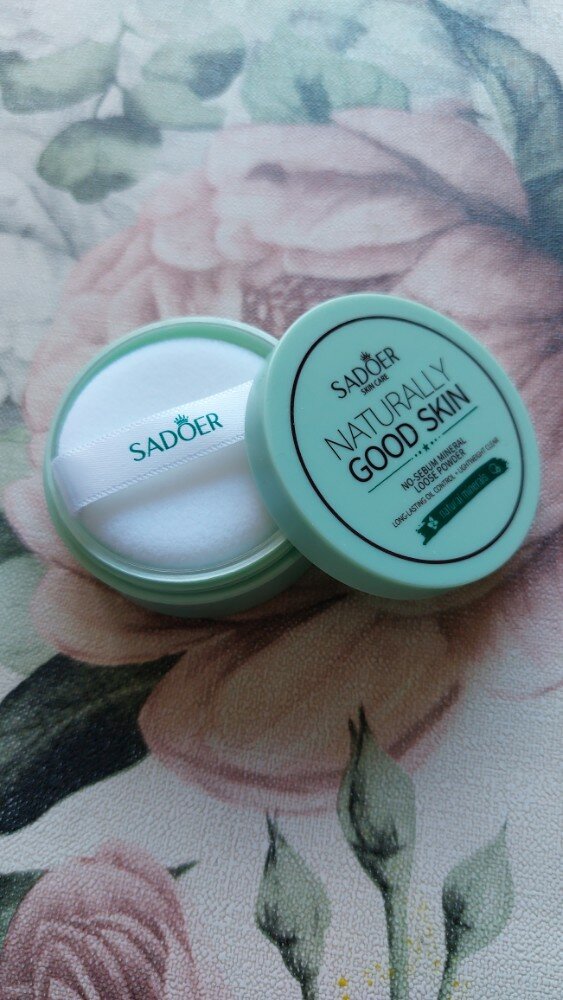 SADOER
SADOER
SKIN CARE
NATURALLY
GOOD SKIN
NO-SEBUM MINERAL
LOOSE POWDER
LONG-LASTING OIL CONTROL • LIGHTWEIGHT CLEAR
natural minerals